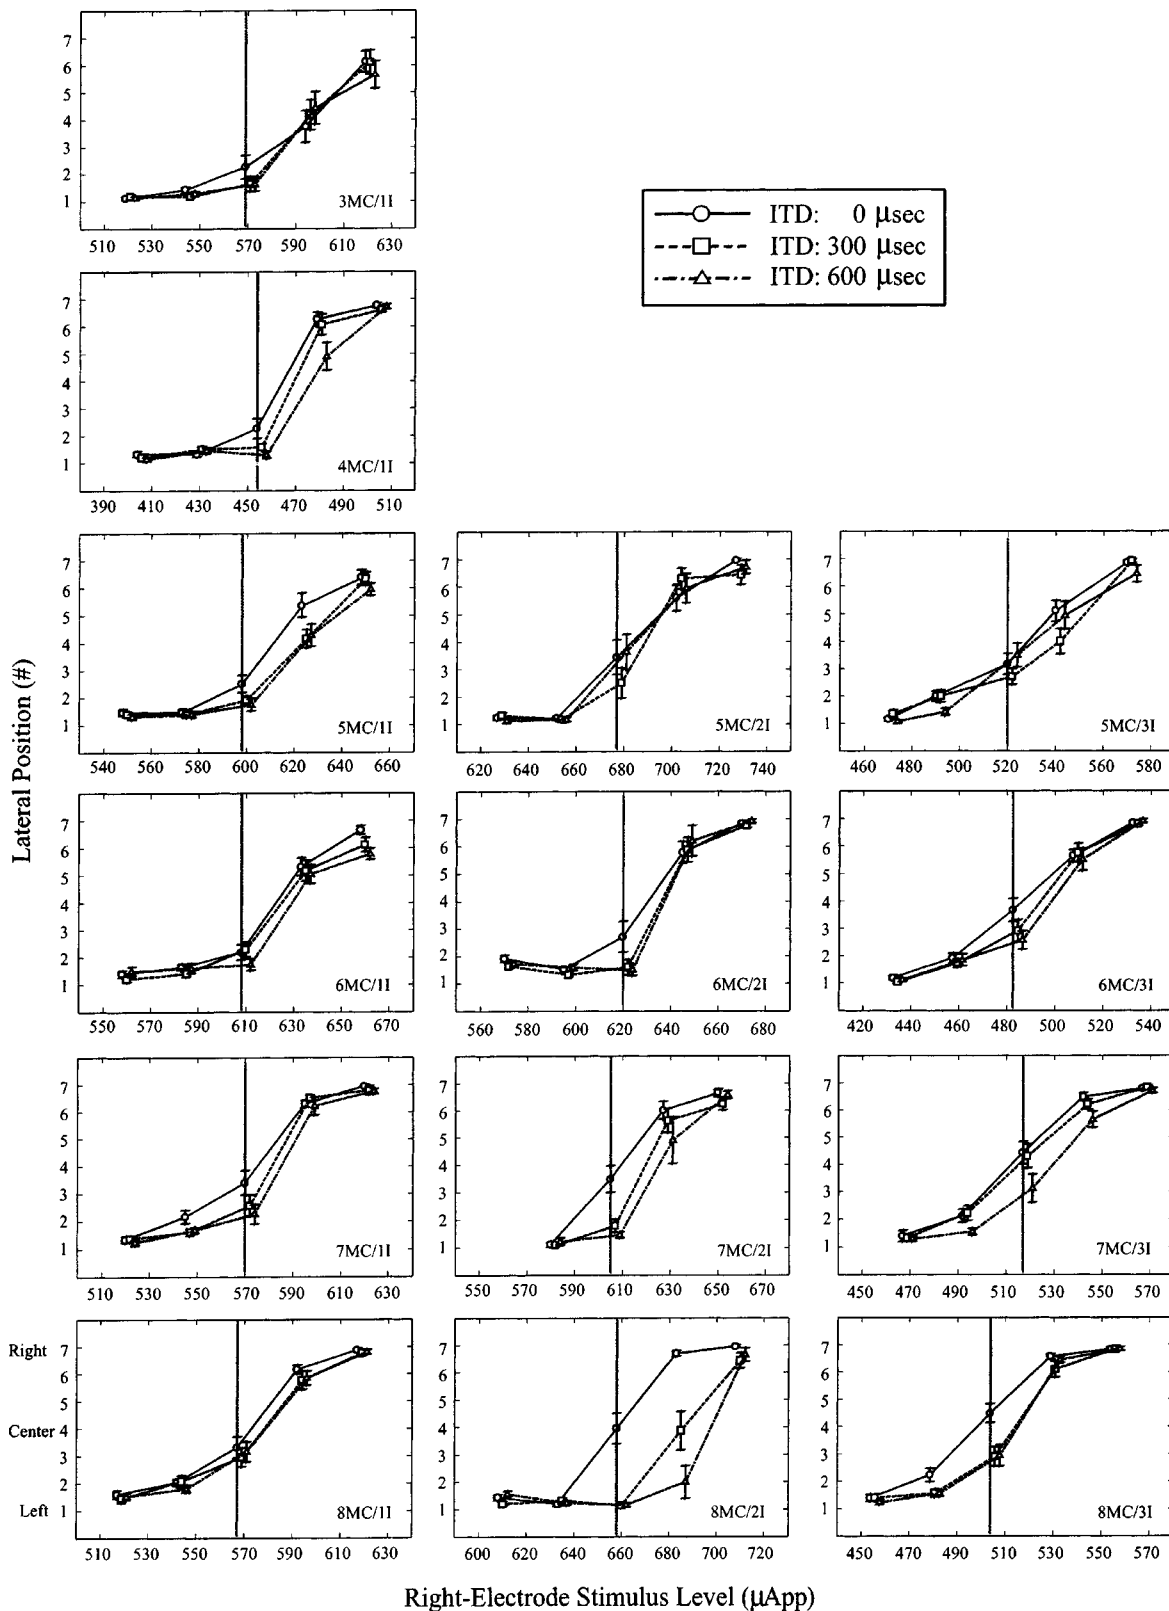 7
6
5
4
3
2
1
3MC/1I
510 530 550 570 590 610 630
ITD: 0 µsec
ITD: 300 µsec
ITD: 600 µsec
7
6
5
4
3
2
1
4MC/1I
390 410 430 450 470 490 510
7
6
5
4
3
2
1
5MC/1I
540 560 580 600 620 640 660
7
6
5
4
3
2
1
5MC/2I
620 640 660 680 700 720 740
7
6
5
4
3
2
1
5MC/3I
460 480 500 520 540 560 580
Lateral Position (#)
7
6
5
4
3
2
1
6MC/1I
550 570 590 610 630 650 670
7
6
5
4
3
2
1
6MC/2I
560 580 600 620 640 660 680
7
6
5
4
3
2
1
6MC/3I
420 440 460 480 500 520 540
7
6
5
4
3
2
1
7MC/1I
510 530 550 570 590 610 630
7
6
5
4
3
2
1
7MC/2I
550 570 590 610 630 650 670
7
6
5
4
3
2
1
7MC/3I
450 470 490 510 530 550 570
Right
Center
Left
7
6
5
4
3
2
1
8MC/1I
510 530 550 570 590 610 630
7
6
5
4
3
2
1
8MC/2I
600 620 640 660 680 700 720
7
6
5
4
3
2
1
8MC/3I
450 470 490 510 530 550 570
Right-Electrode Stimulus Level (µApp)